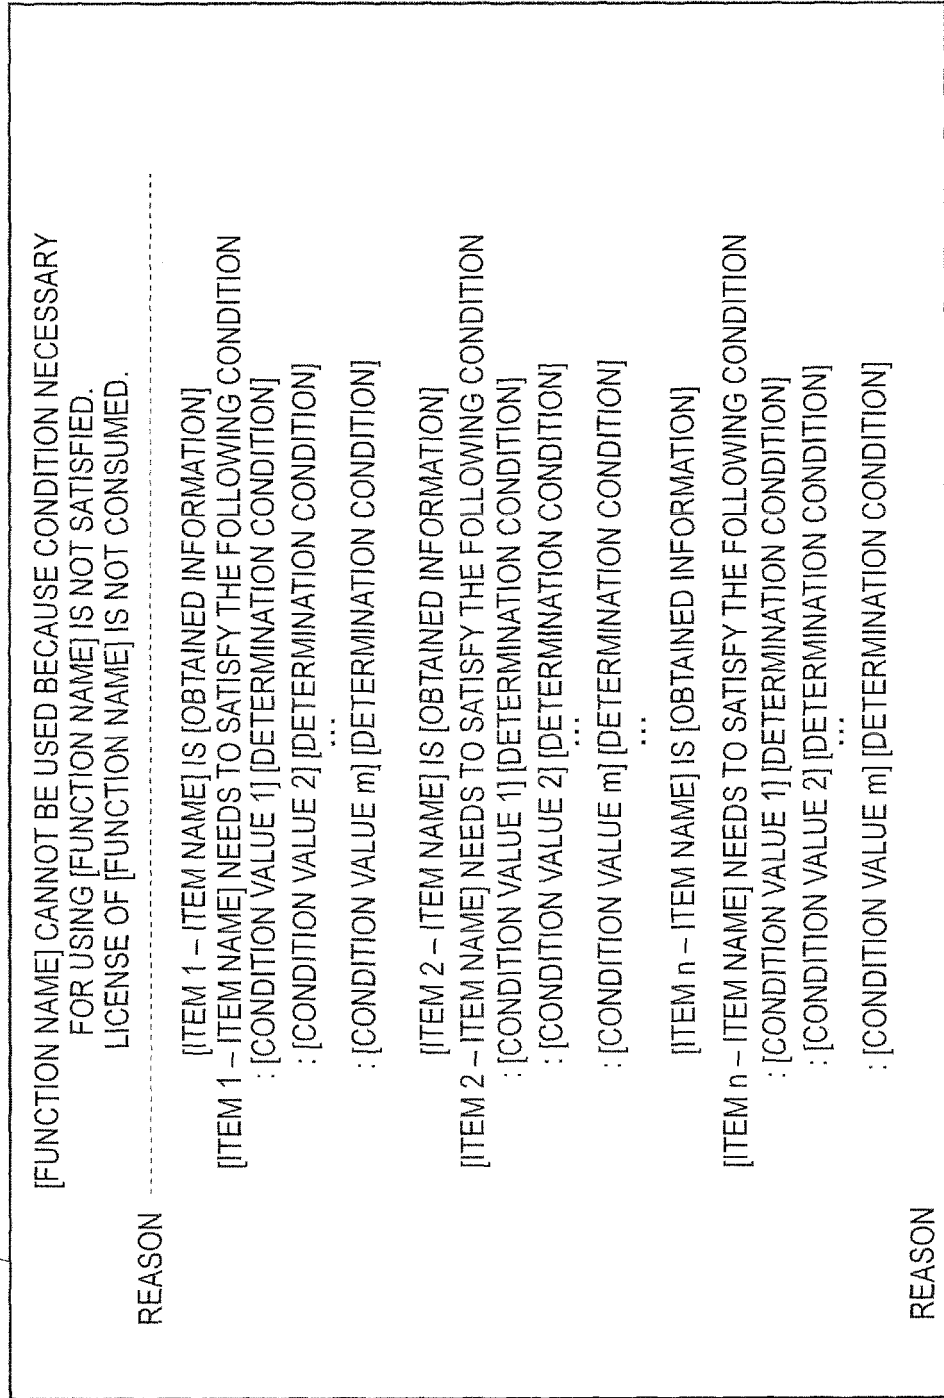 [FUNCTION NAME] CANNOT BE USED BECAUSE CONDITION NECESSARY
FOR USING [FUNCTION NAME] IS NOT SATISFIED.
LICENSE OF [FUNCTION NAME] IS NOT CONSUMED.
REASON
[ITEM 1 – ITEM NAME] IS [OBTAINED INFORMATION]
[ITEM 1 – ITEM NAME] NEEDS TO SATISFY THE FOLLOWING CONDITION
: [CONDITION VALUE 1] [DETERMINATION CONDITION]
: [CONDITION VALUE 2] [DETERMINATION CONDITION]
...
: [CONDITION VALUE m] [DETERMINATION CONDITION]
[ITEM 2 – ITEM NAME] IS [OBTAINED INFORMATION]
[ITEM 2 – ITEM NAME] NEEDS TO SATISFY THE FOLLOWING CONDITION
: [CONDITION VALUE 1] [DETERMINATION CONDITION]
: [CONDITION VALUE 2] [DETERMINATION CONDITION]
...
: [CONDITION VALUE m] [DETERMINATION CONDITION]
...
[ITEM n – ITEM NAME] IS [OBTAINED INFORMATION]
[ITEM n – ITEM NAME] NEEDS TO SATISFY THE FOLLOWING CONDITION
: [CONDITION VALUE 1] [DETERMINATION CONDITION]
: [CONDITION VALUE 2] [DETERMINATION CONDITION]
...
: [CONDITION VALUE m] [DETERMINATION CONDITION]
REASON